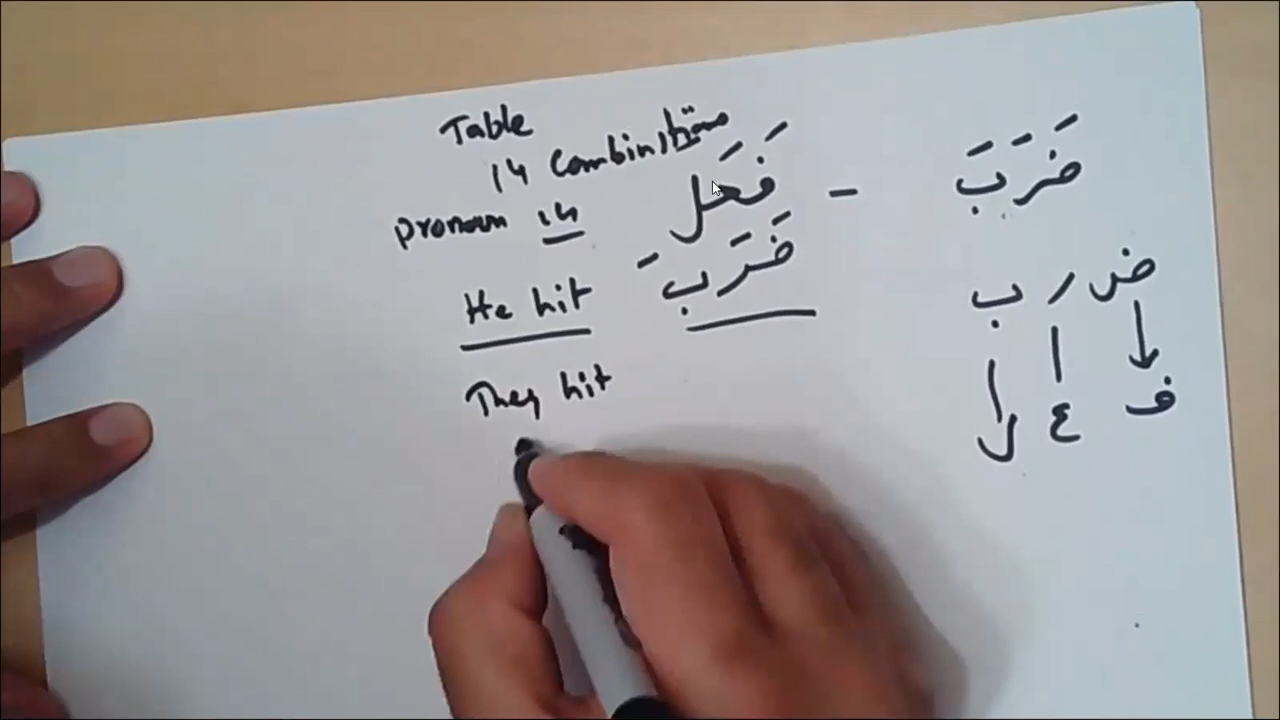 Table
14 Combinations
pronoun 14
فَعَل - ضَرَبَ
He hit ضَرَبَ
They hit
ض ر ب
ف ع ل